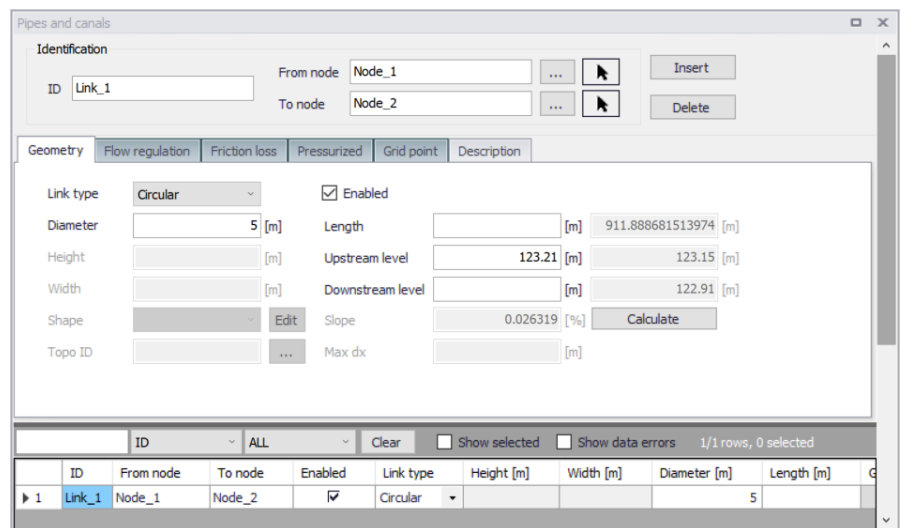 Pipes and canals
Identification
ID Link_1
From node Node_1 ... Insert
To node Node_2 ... Delete
Geometry Flow regulation Friction loss Pressurized Grid point Description
Link type Circular Enabled
Diameter 5 [m] Length [m] 911.888681513974 [m]
Height [m] Upstream level 123.21 [m] 123.15 [m]
Width [m] Downstream level [m] 122.91 [m]
Shape Edit Slope 0.026319 [%] Calculate
Topo ID ... Max dx [m]
ID ALL Clear Show selected Show data errors 1/1 rows, 0 selected
ID From node To node Enabled Link type Height [m] Width [m] Diameter [m] Length [m]
1 Link_1 Node_1 Node_2 Circular 5